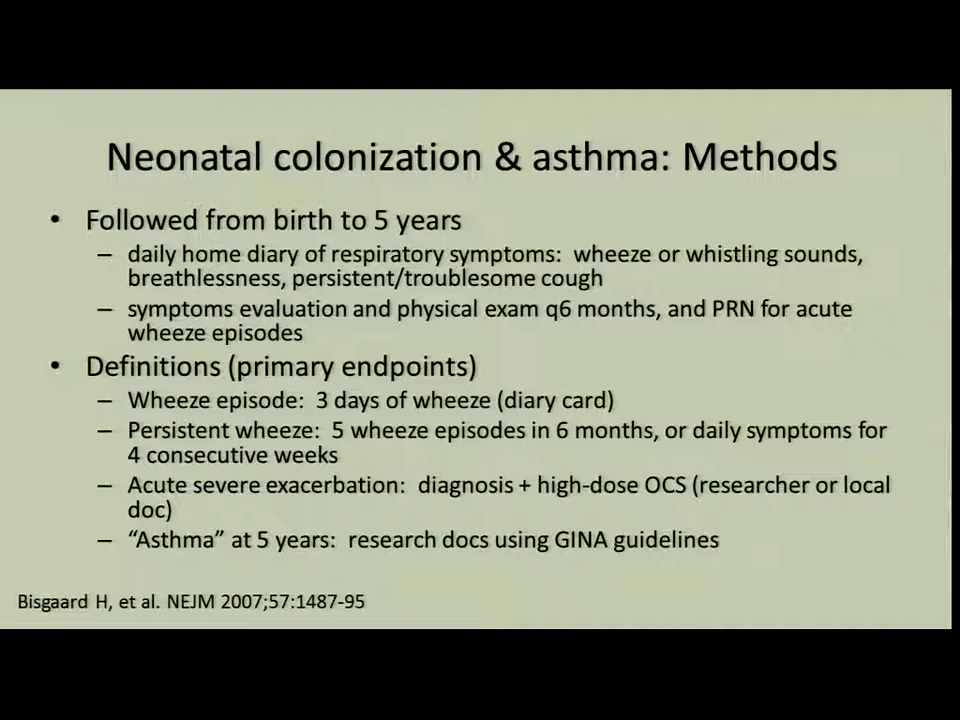 Neonatal colonization & asthma: Methods
• Followed from birth to 5 years
– daily home diary of respiratory symptoms: wheeze or whistling sounds,
breathlessness, persistent/troublesome cough
– symptoms evaluation and physical exam q6 months, and PRN for acute
wheeze episodes
• Definitions (primary endpoints)
– Wheeze episode: 3 days of wheeze (diary card)
– Persistent wheeze: 5 wheeze episodes in 6 months, or daily symptoms for
4 consecutive weeks
– Acute severe exacerbation: diagnosis + high-dose OCS (researcher or local
doc)
– “Asthma” at 5 years: research docs using GINA guidelines
Bisgaard H, et al. NEJM 2007;57:1487-95